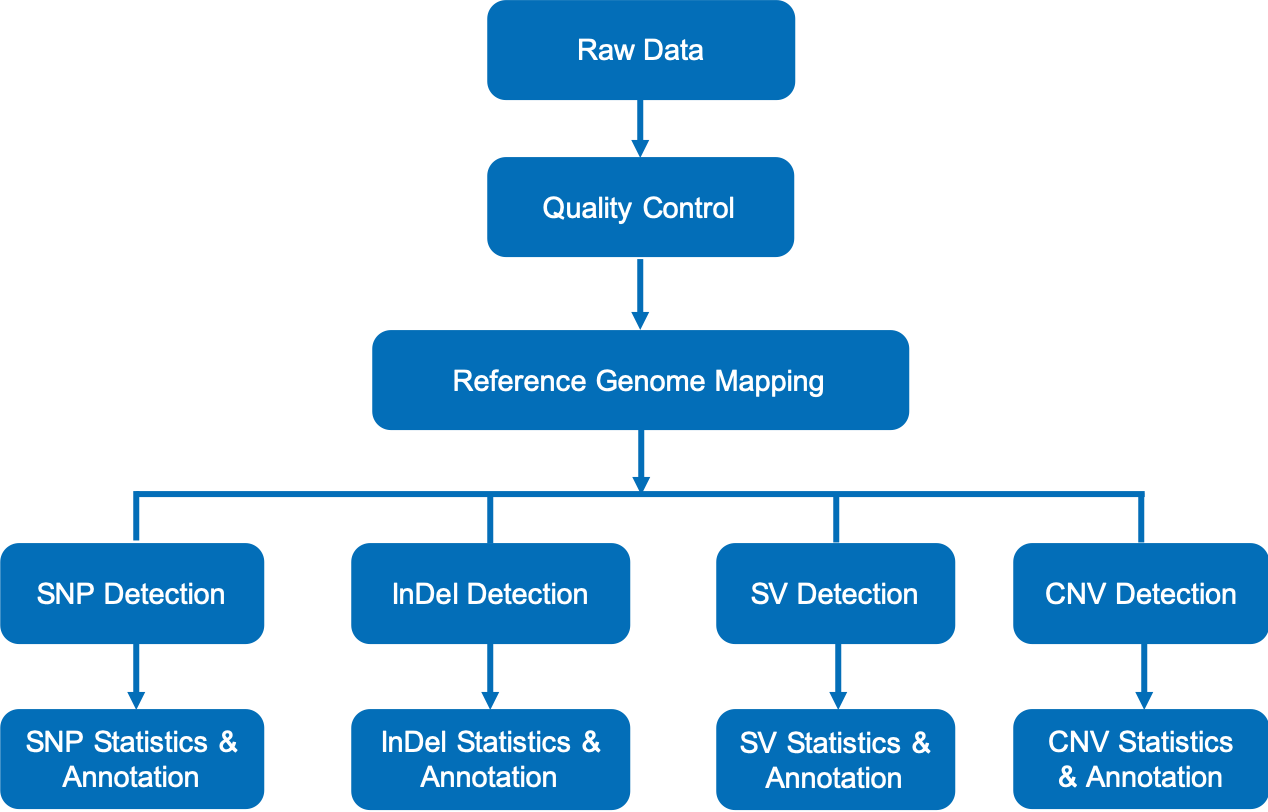 Raw Data
Quality Control
Reference Genome Mapping
SNP Detection
InDel Detection
SV Detection
CNV Detection
SNP Statistics &
Annotation
InDel Statistics &
Annotation
SV Statistics &
Annotation
CNV Statistics
& Annotation